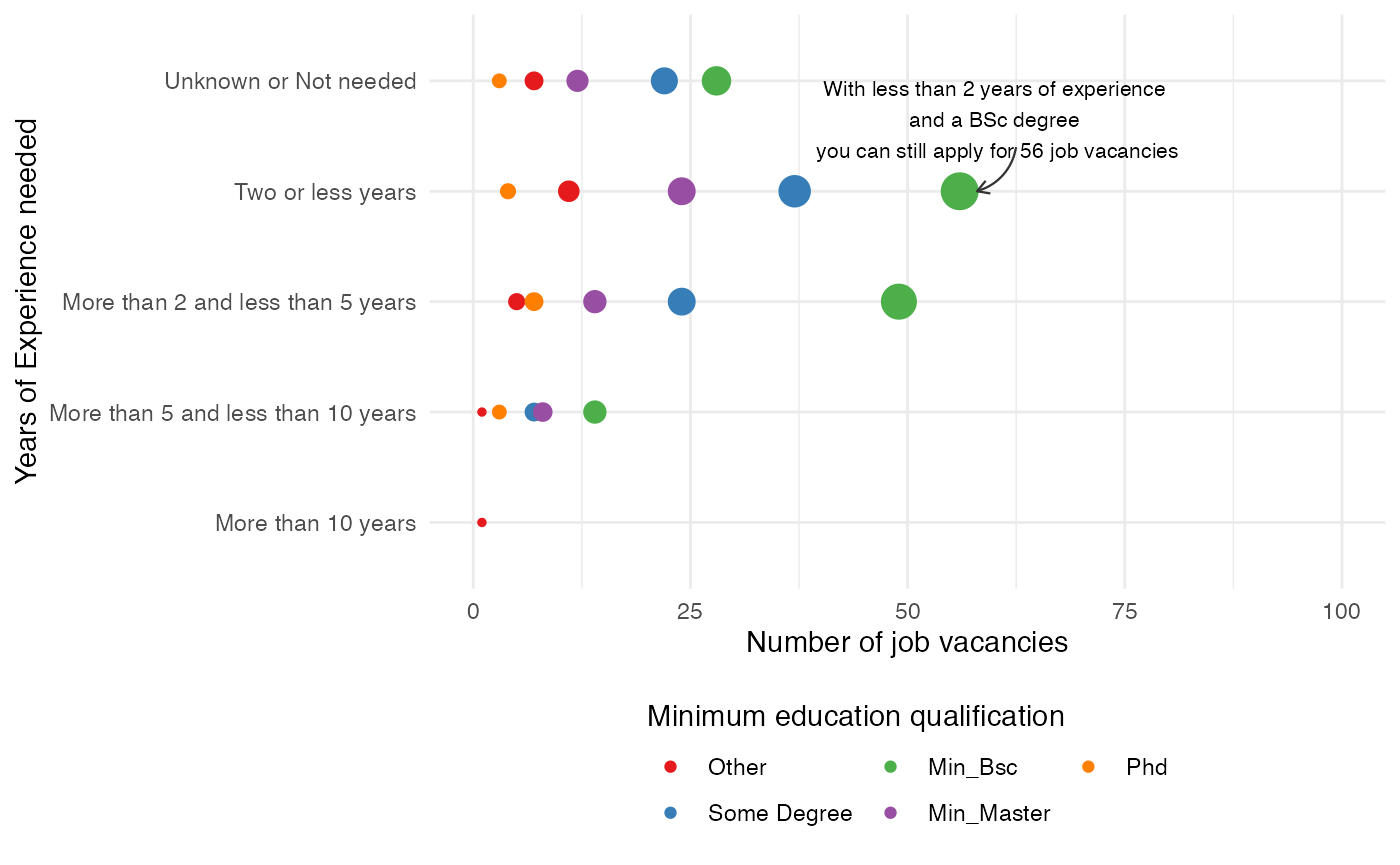 Unknown or Not needed
With less than 2 years of experience
and a BSc degree
you can still apply for 56 job vacancies
Two or less years
More than 2 and less than 5 years
More than 5 and less than 10 years
More than 10 years
Years of Experience needed
0 25 50 75 100
Number of job vacancies
Minimum education qualification
Other Min_Bsc Phd
Some Degree Min_Master